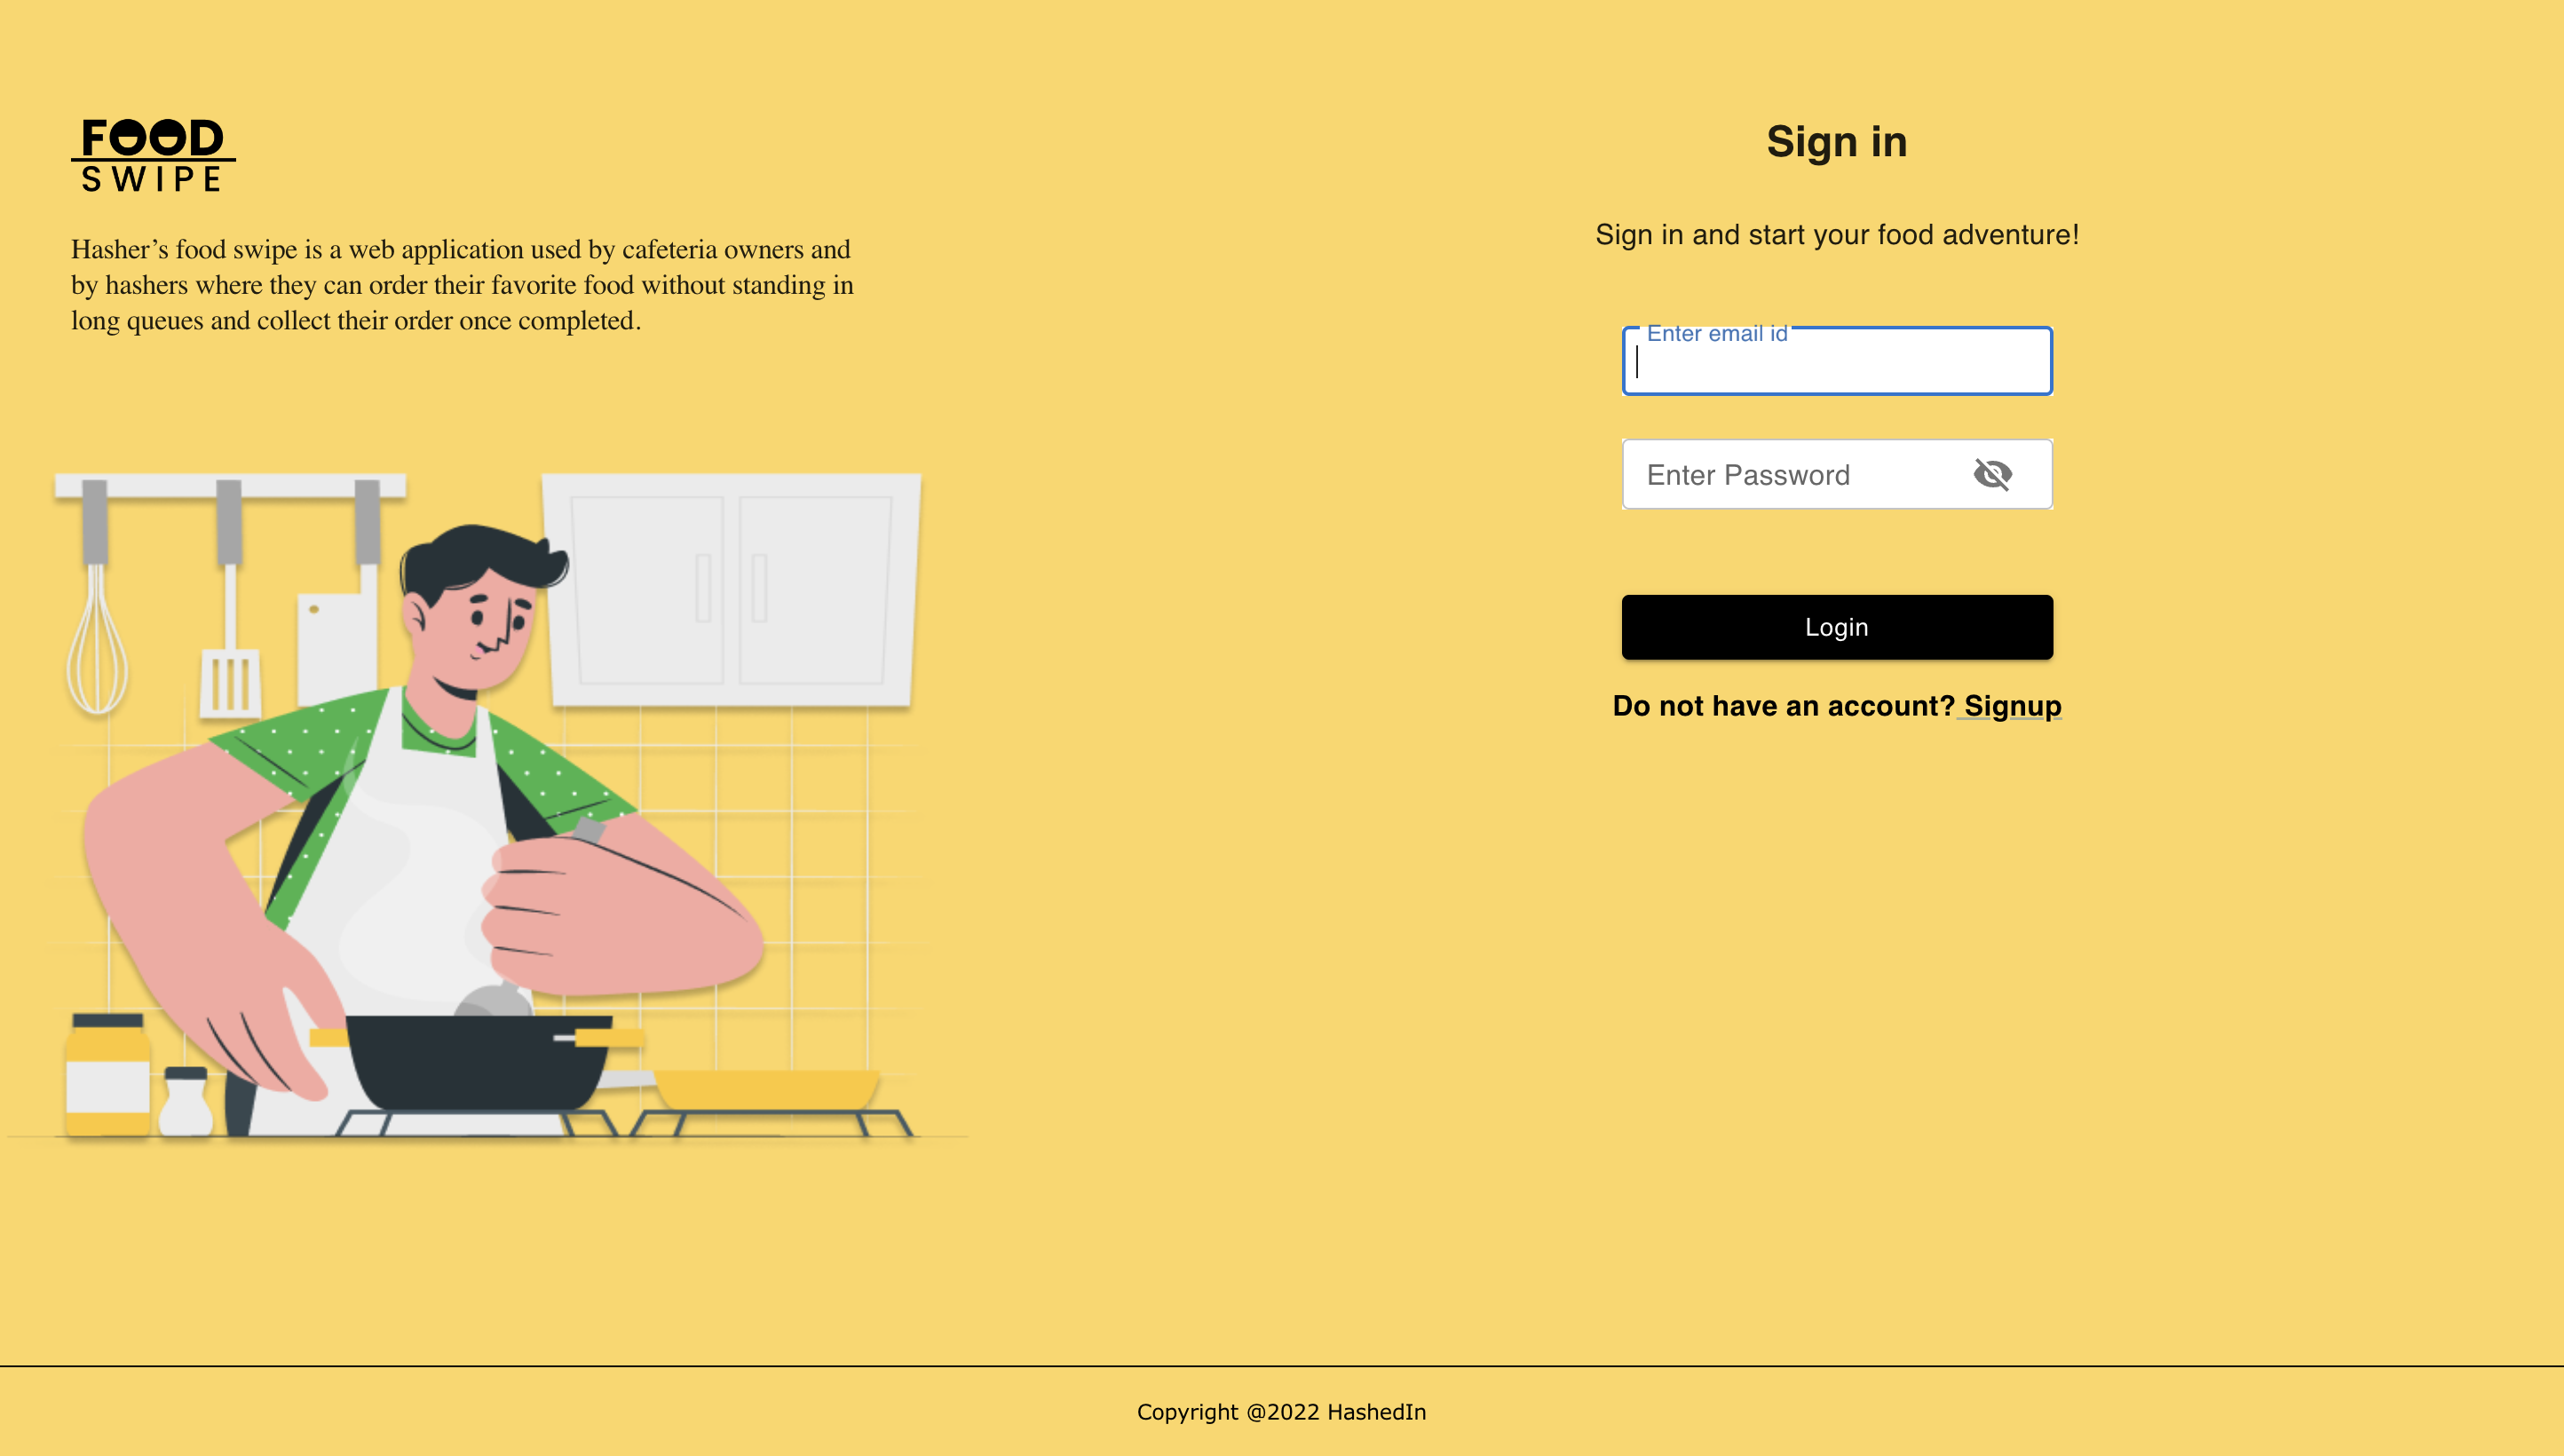 FOOD
SWIPE
Hasher’s food swipe is a web application used by cafeteria owners and
by hashers where they can order their favorite food without standing in
long queues and collect their order once completed.
Sign in
Sign in and start your food adventure!
Enter email id
Enter Password
Login
Do not have an account? Signup
Copyright @2022 HashedIn